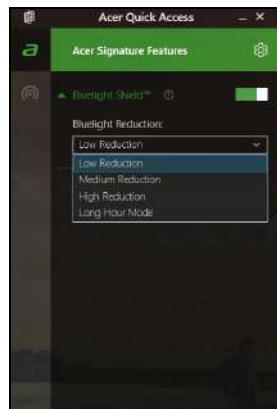 Acer Quick Access
Acer Signature Features
Bluelight Shield™
Bluelight Reduction:
Low Reduction
Low Reduction
Medium Reduction
High Reduction
Long Hour Mode